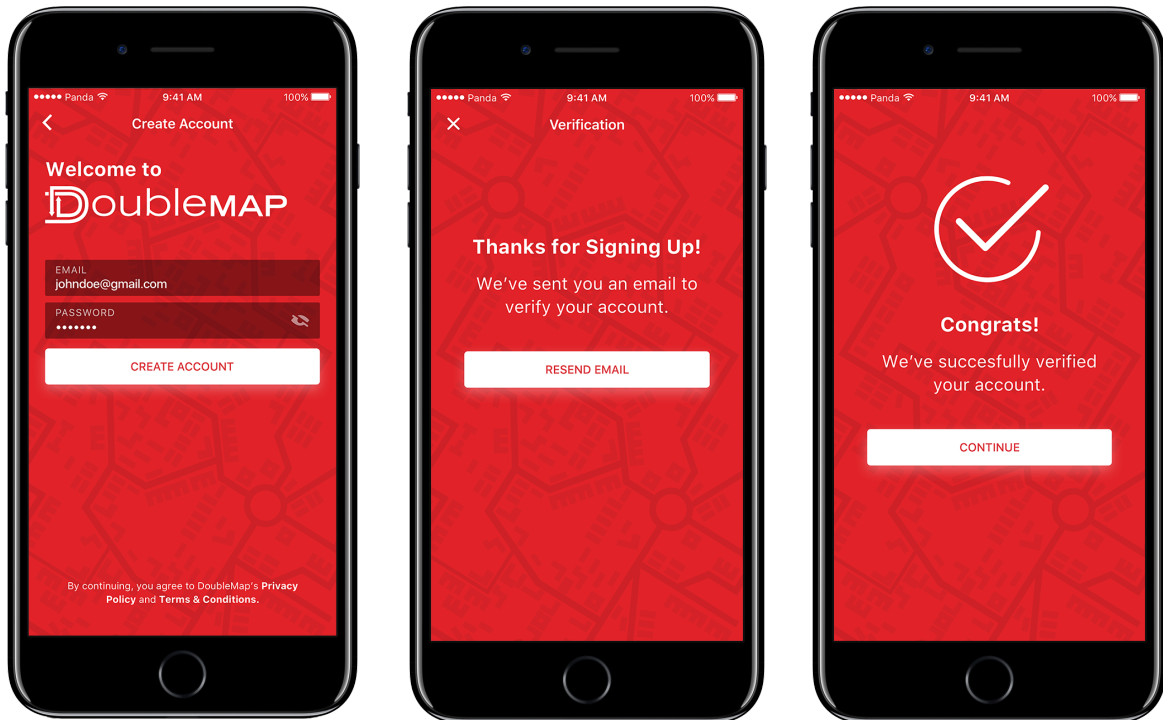 Panda 9:41 AM 100%
Create Account
Welcome to
DoubleMAP
EMAIL
johndoe@gmail.com
PASSWORD
•••••••
CREATE ACCOUNT
By continuing, you agree to DoubleMap's Privacy
Policy and Terms & Conditions.
Panda 9:41 AM 100%
Verification
Thanks for Signing Up!
We've sent you an email to
verify your account.
RESEND EMAIL
Panda 9:41 AM 100%
Congrats!
We've succesfully verified
your account.
CONTINUE